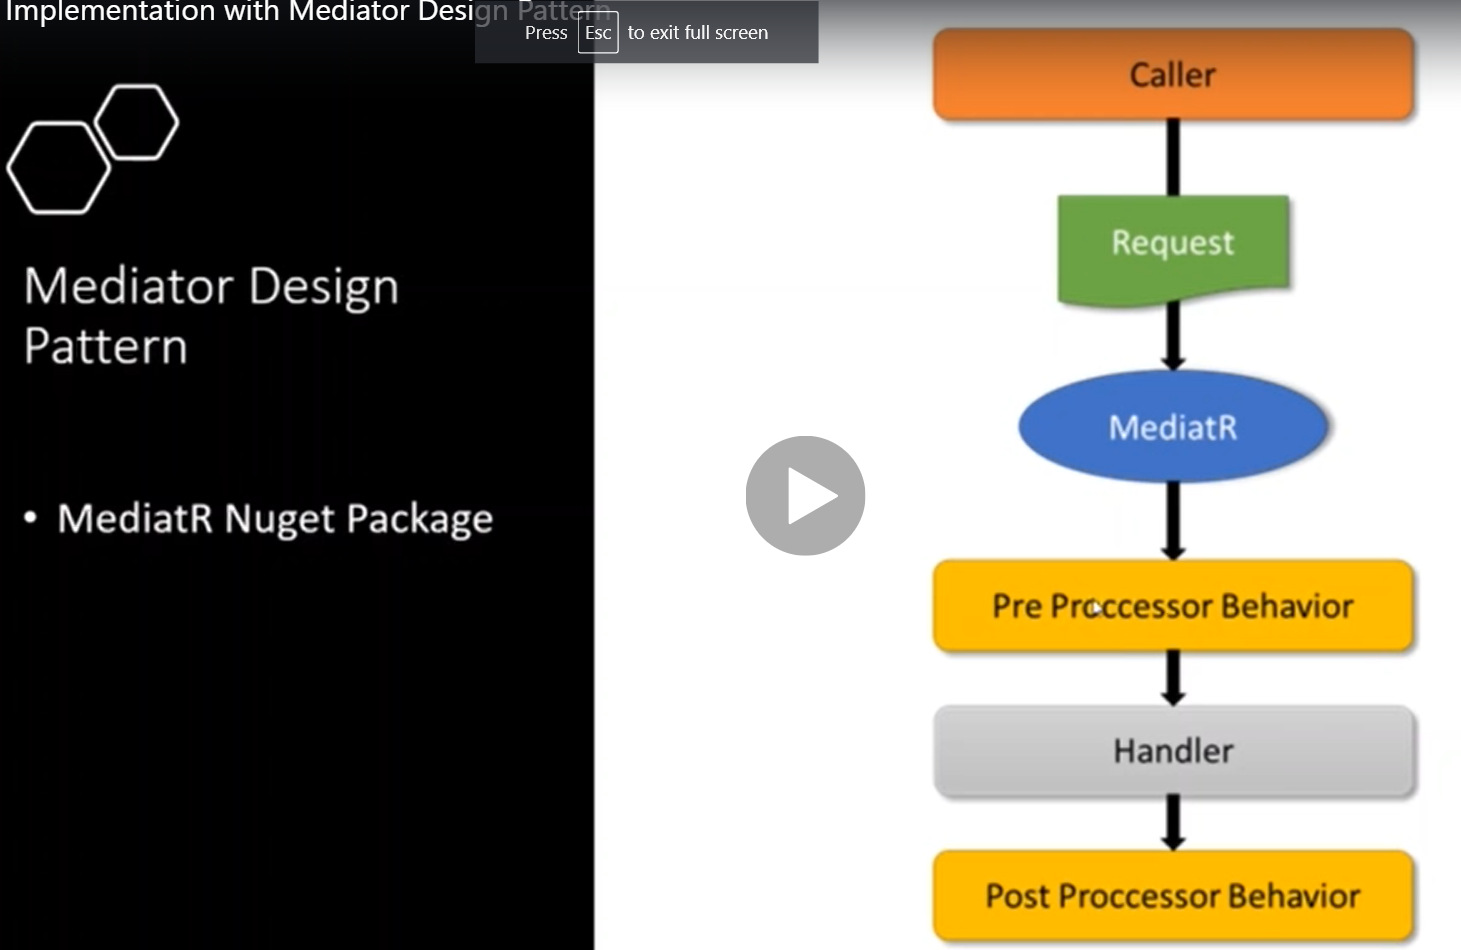 Implementation with Mediator Design Pattern
Press Esc to exit full screen
Mediator Design
Pattern
• MediatR Nuget Package
Caller
Request
MediatR
Pre Proccessor Behavior
Handler
Post Proccessor Behavior